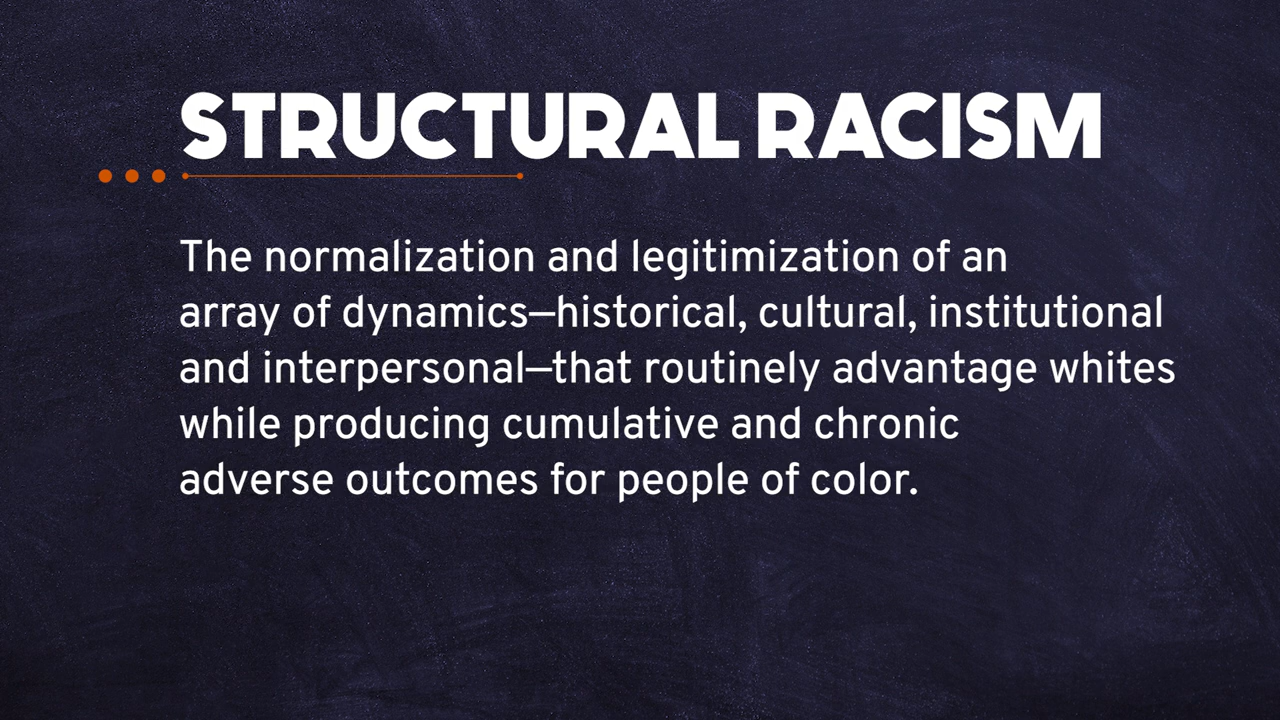 STRUCTURAL RACISM
The normalization and legitimization of an
array of dynamics—historical, cultural, institutional
and interpersonal—that routinely advantage whites
while producing cumulative and chronic
adverse outcomes for people of color.